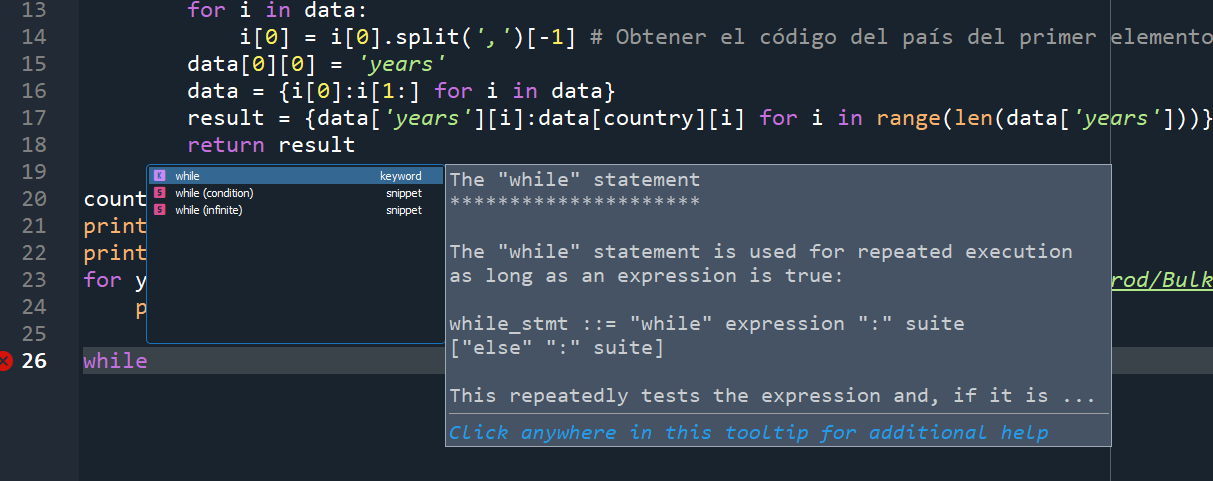 13 for i in data:
14 i[0] = i[0].split(',')[-1] # Obtener el código del país del primer elemento
15 data[0][0] = 'years'
16 data = {i[0]:i[1:] for i in data}
17 result = {data['years'][i]:data[country][i] for i in range(len(data['years']))}
18 return result
19
20 count
21 print
22 print
23 for y rod/Bulk
24 p
25
26 while
while keyword
while (condition) snippet
while (infinite) snippet
The "while" statement
*********************
The "while" statement is used for repeated execution
as long as an expression is true:
while_stmt ::= "while" expression ":" suite
["else" ":" suite]
This repeatedly tests the expression and, if it is ...
Click anywhere in this tooltip for additional help